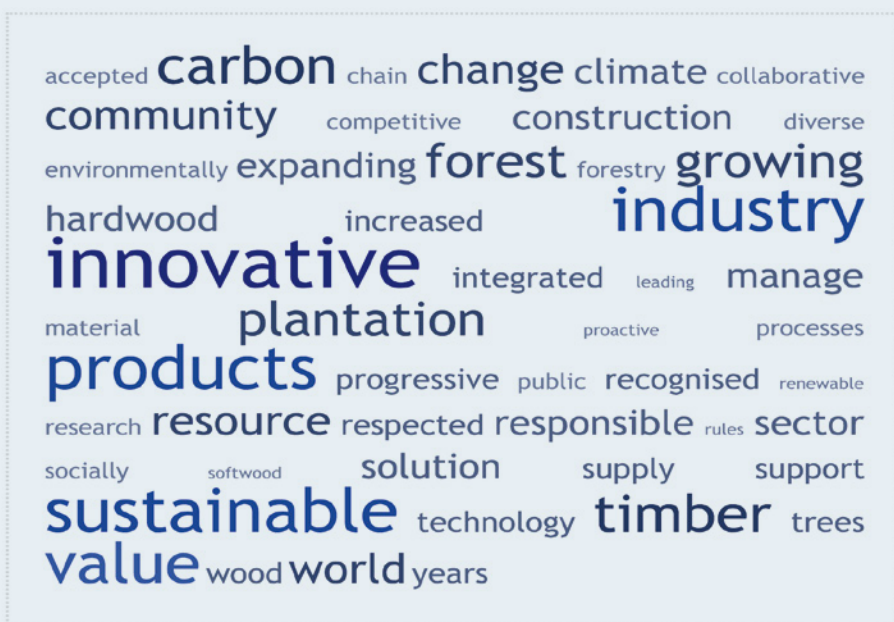 accepted carbon chain change climate collaborative
community competitive construction diverse
environmentally expanding forest forestry growing
hardwood increased industry
innovative integrated leading manage
material plantation proactive processes
products progressive public recognised renewable
research resource respected responsible rules sector
socially softwood solution supply support
sustainable technology timber trees
value wood world years